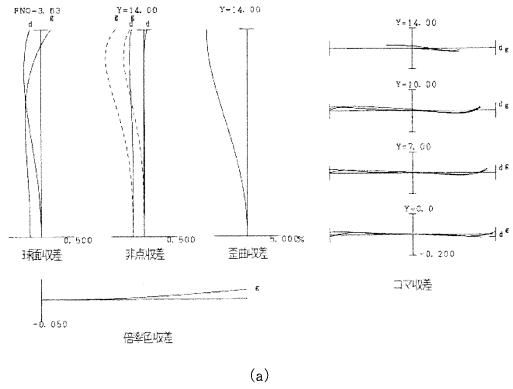 FNO=3.63
g
d
0.500
球面収差
Y=14.00
g g
d d
0.500
非点収差
Y=14.00
5.000%
歪曲収差
Y=14.00
d g
Y=10.00
d g
Y=7.00
d g
Y=0.0
d g
-0.200
コマ収差
g
-0.050
倍率色収差
(a)